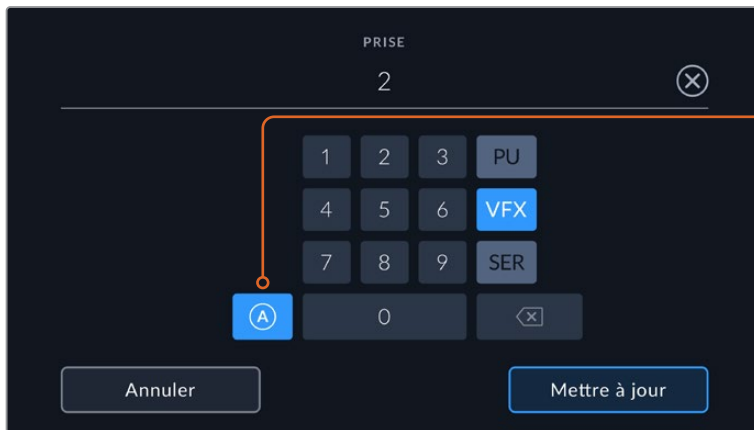 PRISE
2
1 2 3 PU
4 5 6 VFX
7 8 9 SER
A 0
Annuler Mettre à jour